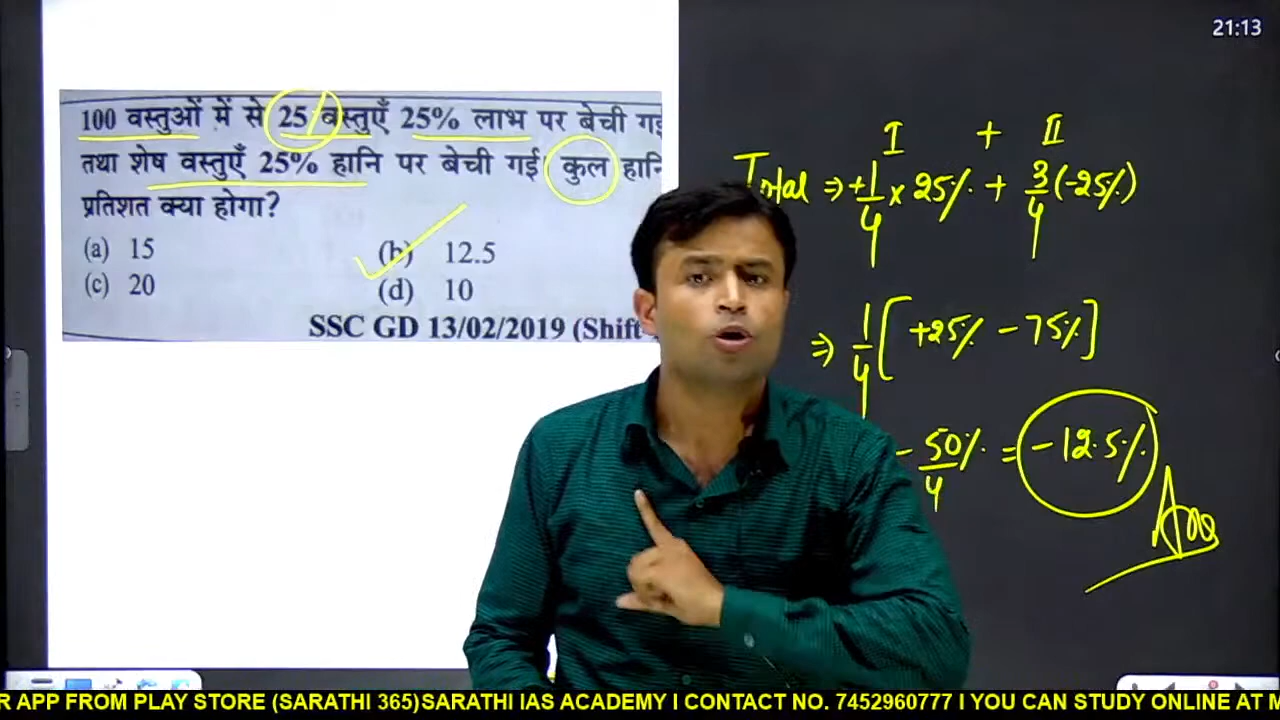 21:13
100 वस्तुओं में से 25 वस्तुएँ 25% लाभ पर बेची गई
तथा शेष वस्तुएँ 25% हानि पर बेची गई कुल हानि
प्रतिशत क्या होगा?
(a) 15 (b) 12.5
(c) 20 (d) 10
SSC GD 13/02/2019 (Shift
I + II
Total ⇒ +1/4 × 25% + 3/4 (-25%)
⇒ 1/4 [+25% - 75%]
- 50/4 % = -12.5%
Ans
R APP FROM PLAY STORE (SARATHI 365)SARATHI IAS ACADEMY I CONTACT NO. 7452960777 I YOU CAN STUDY ONLINE AT